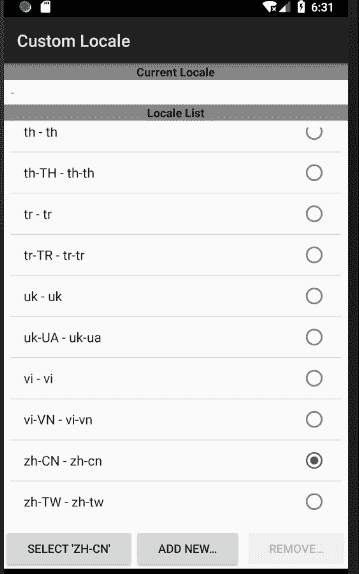 6:31
Custom Locale
Current Locale
-
Locale List
th - th
th-TH - th-th
tr - tr
tr-TR - tr-tr
uk - uk
uk-UA - uk-ua
vi - vi
vi-VN - vi-vn
zh-CN - zh-cn
zh-TW - zh-tw
SELECT 'ZH-CN' ADD NEW... REMOVE...